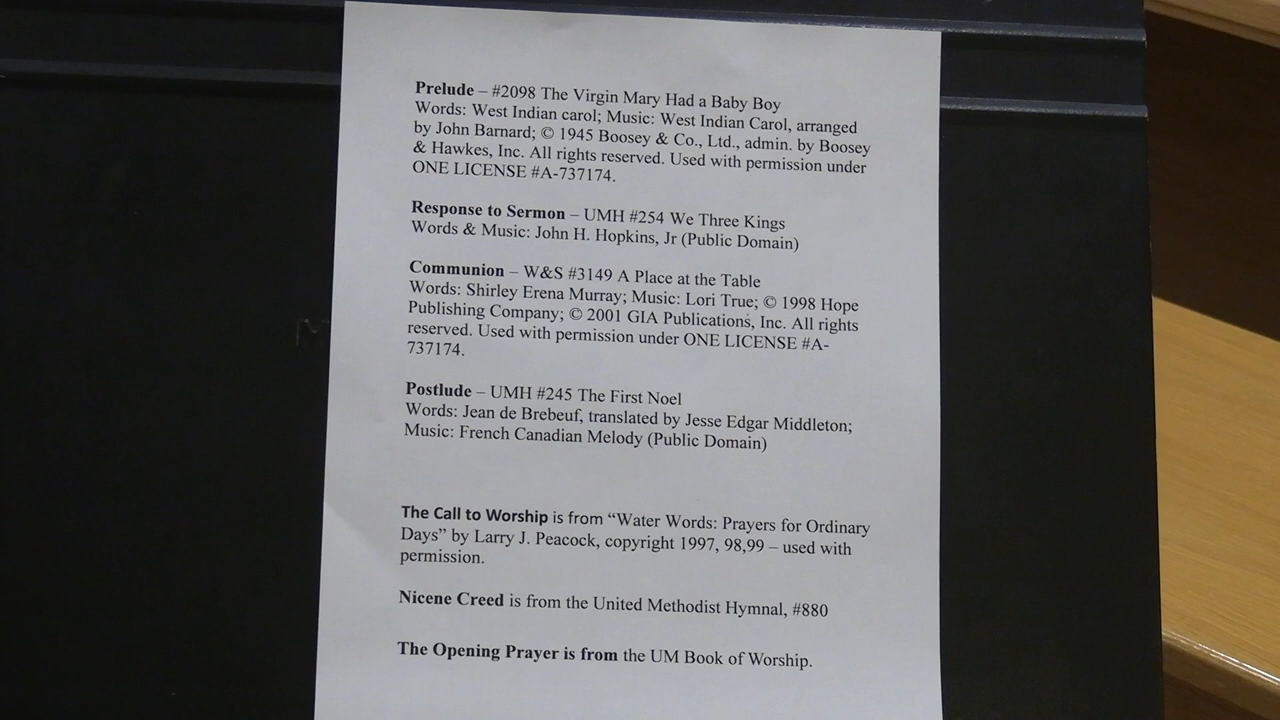 Prelude – #2098 The Virgin Mary Had a Baby Boy
Words: West Indian carol; Music: West Indian Carol, arranged
by John Barnard; © 1945 Boosey & Co., Ltd., admin. by Boosey
& Hawkes, Inc. All rights reserved. Used with permission under
ONE LICENSE #A-737174.
Response to Sermon – UMH #254 We Three Kings
Words & Music: John H. Hopkins, Jr (Public Domain)
Communion – W&S #3149 A Place at the Table
Words: Shirley Erena Murray; Music: Lori True; © 1998 Hope
Publishing Company; © 2001 GIA Publications, Inc. All rights
reserved. Used with permission under ONE LICENSE #A-
737174.
Postlude – UMH #245 The First Noel
Words: Jean de Brebeuf, translated by Jesse Edgar Middleton;
Music: French Canadian Melody (Public Domain)
The Call to Worship is from “Water Words: Prayers for Ordinary
Days” by Larry J. Peacock, copyright 1997, 98,99 – used with
permission.
Nicene Creed is from the United Methodist Hymnal, #880
The Opening Prayer is from the UM Book of Worship.